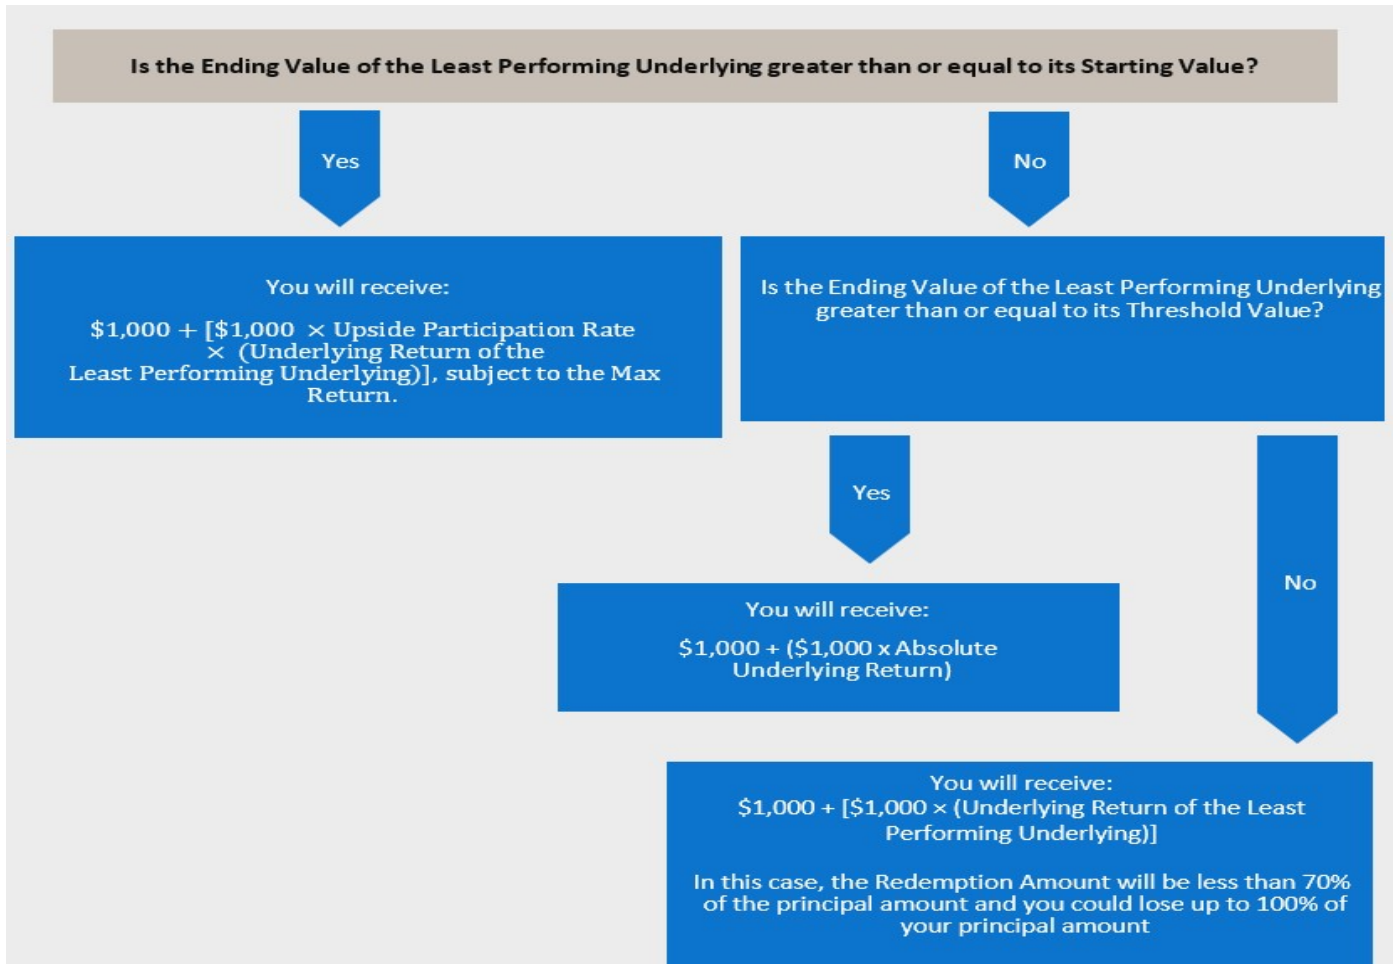 Is the Ending Value of the Least Performing Underlying greater than or equal to its Starting Value?
Yes
No
You will receive:
$1,000 + [$1,000 × Upside Participation Rate
× (Underlying Return of the
Least Performing Underlying)], subject to the Max
Return.
Is the Ending Value of the Least Performing Underlying
greater than or equal to its Threshold Value?
Yes
No
You will receive:
$1,000 + ($1,000 x Absolute
Underlying Return)
You will receive:
$1,000 + [$1,000 × (Underlying Return of the Least
Performing Underlying)]
In this case, the Redemption Amount will be less than 70%
of the principal amount and you could lose up to 100% of
your principal amount